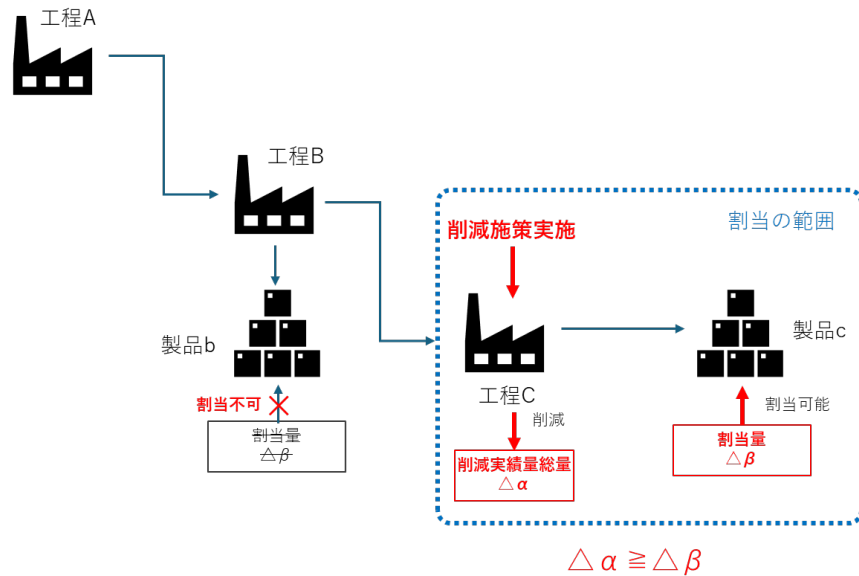 工程A
工程B
割当の範囲
削減施策実施
製品b
製品c
工程C
割当不可
割当可能
削減
割当量
△β
削減実績量総量
△α
割当量
△β
△α≧△β